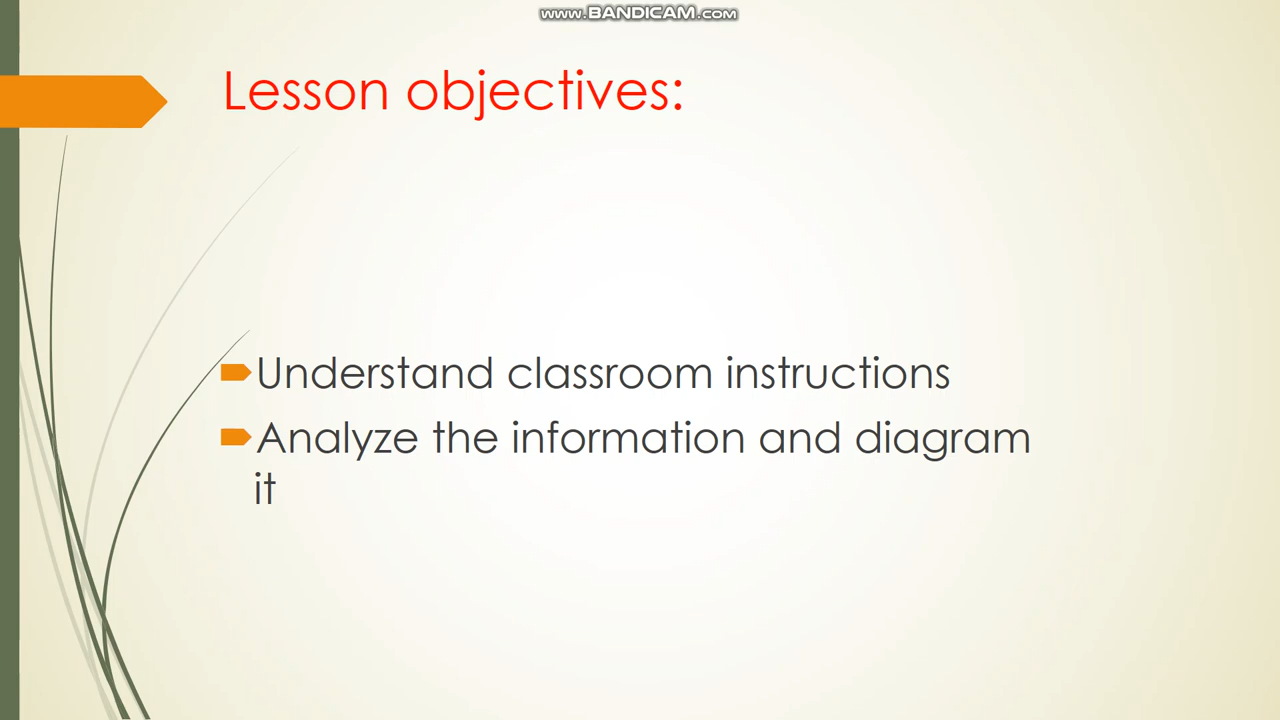 www.BANDICAM.com
Lesson objectives:
Understand classroom instructions
Analyze the information and diagram
it